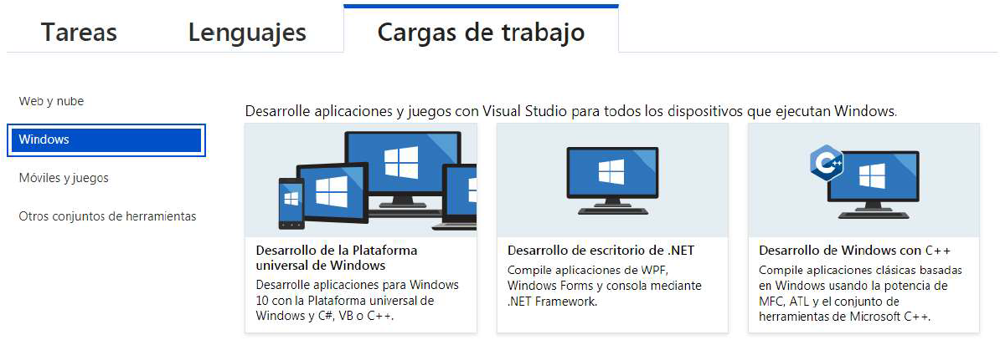 Tareas
Lenguajes
Cargas de trabajo
Web y nube
Windows
Móviles y juegos
Otros conjuntos de herramientas
Desarrolle aplicaciones y juegos con Visual Studio para todos los dispositivos que ejecutan Windows.
Desarrollo de la Plataforma
universal de Windows
Desarrolle aplicaciones para Windows
10 con la Plataforma universal de
Windows y C#, VB o C++.
Desarrollo de escritorio de .NET
Compile aplicaciones de WPF,
Windows Forms y consola mediante
.NET Framework.
C++
Desarrollo de Windows con C++
Compile aplicaciones clásicas basadas
en Windows usando la potencia de
MFC, ATL y el conjunto de
herramientas de Microsoft C++.